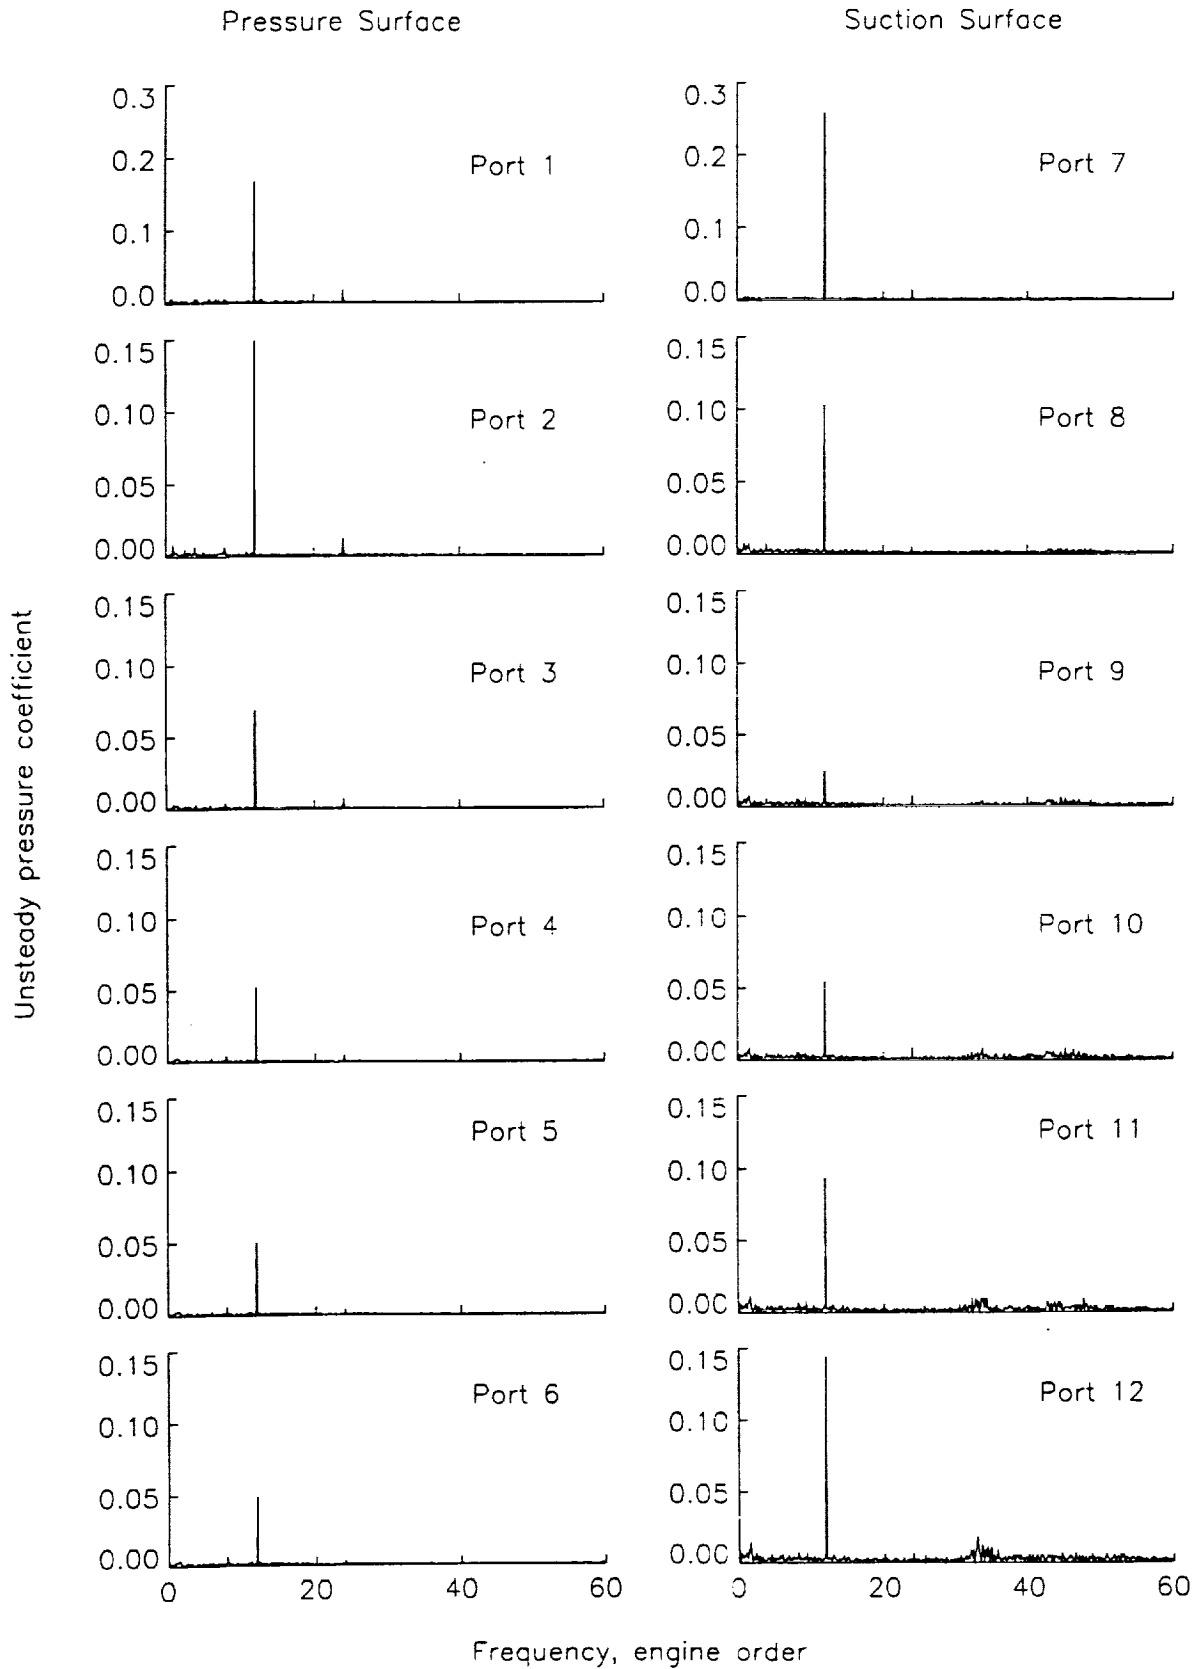 Pressure Surface
Suction Surface
Unsteady pressure coefficient
0.3
0.2
0.1
0.0
Port 1
0.15
0.10
0.05
0.00
Port 2
0.15
0.10
0.05
0.00
Port 3
0.15
0.10
0.05
0.00
Port 4
0.15
0.10
0.05
0.00
Port 5
0.15
0.10
0.05
0.00
Port 6
0 20 40 60
0.3
0.2
0.1
0.0
Port 7
0.15
0.10
0.05
0.00
Port 8
0.15
0.10
0.05
0.00
Port 9
0.15
0.10
0.05
0.00
Port 10
0.15
0.10
0.05
0.00
Port 11
0.15
0.10
0.05
0.00
Port 12
0 20 40 60
Frequency, engine order